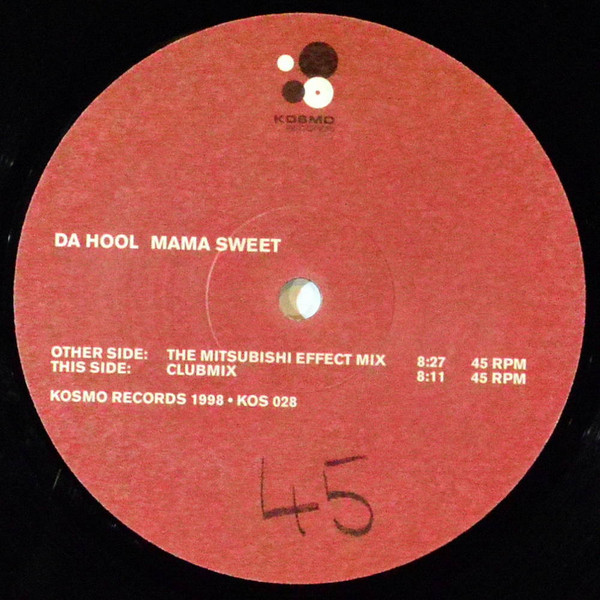 KOSMO
RECORDS
DA HOOL MAMA SWEET
OTHER SIDE: THE MITSUBISHI EFFECT MIX 8:27 45 RPM
THIS SIDE: CLUBMIX 8:11 45 RPM
KOSMO RECORDS 1998 • KOS 028
45